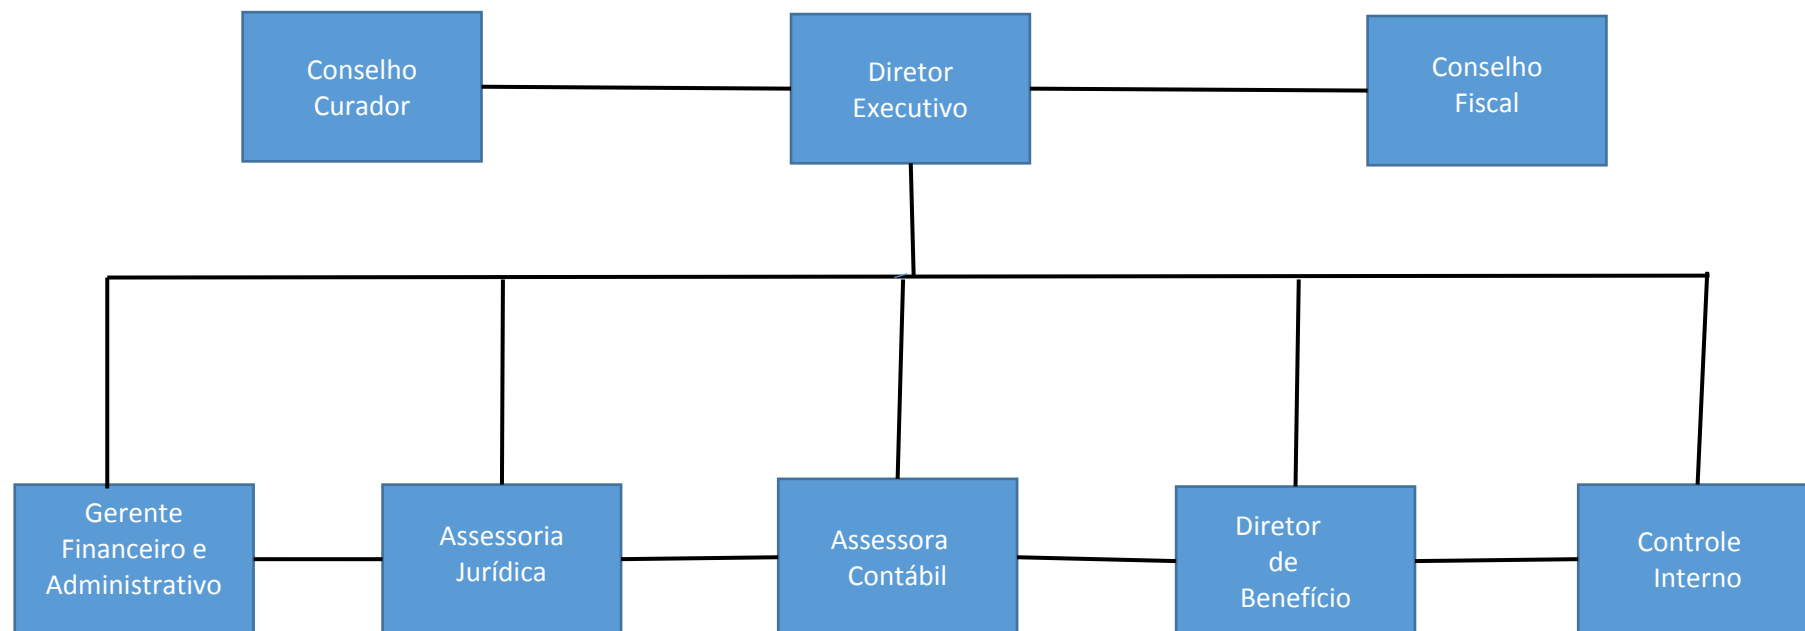 Conselho
Curador
Diretor
Executivo
Conselho
Fiscal
Gerente
Financeiro e
Administrativo
Assessoria
Jurídica
Assessora
Contábil
Diretor
de
Benefício
Controle
Interno